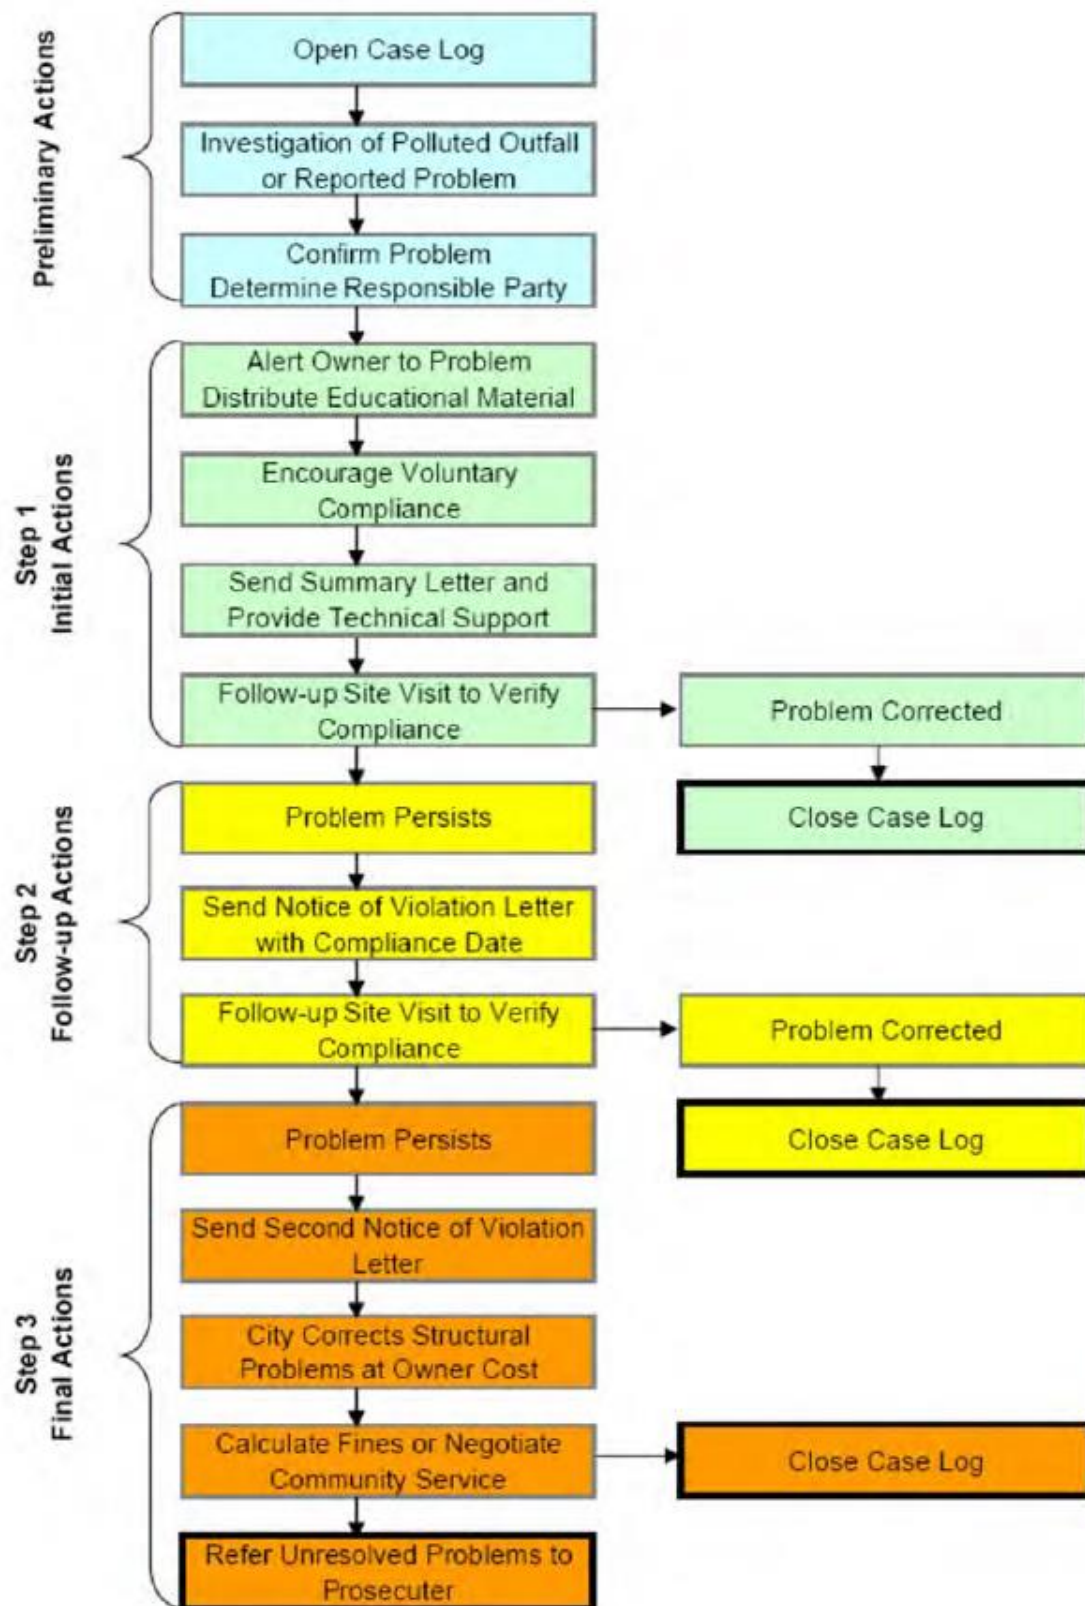 Preliminary Actions
Open Case Log
Investigation of Polluted Outfall
or Reported Problem
Confirm Problem
Determine Responsible Party
Step 1
Initial Actions
Alert Owner to Problem
Distribute Educational Material
Encourage Voluntary
Compliance
Send Summary Letter and
Provide Technical Support
Follow-up Site Visit to Verify
Compliance
Problem Corrected
Close Case Log
Step 2
Follow-up Actions
Problem Persists
Send Notice of Violation Letter
with Compliance Date
Follow-up Site Visit to Verify
Compliance
Problem Corrected
Close Case Log
Step 3
Final Actions
Problem Persists
Send Second Notice of Violation
Letter
City Corrects Structural
Problems at Owner Cost
Calculate Fines or Negotiate
Community Service
Close Case Log
Refer Unresolved Problems to
Prosecuter